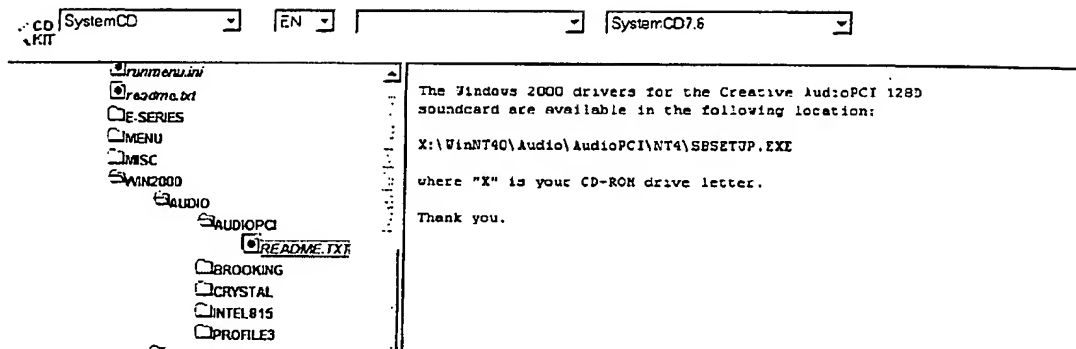 CD KIT
SystemCD
EN
SystemCD7.6
runmenu.ini
readme.txt
E-SERIES
MENU
MISC
WIN2000
AUDIO
AUDIOPCI
README.TXT
BROOKING
CRYSTAL
INTEL815
PROFILE3
The Windows 2000 drivers for the Creative AudioPCI 128D
soundcard are available in the following location:
X:\WinNT40\Audio\AudioPCI\NT4\SBSETUP.EXE
where "X" is your CD-ROM drive letter.
Thank you.